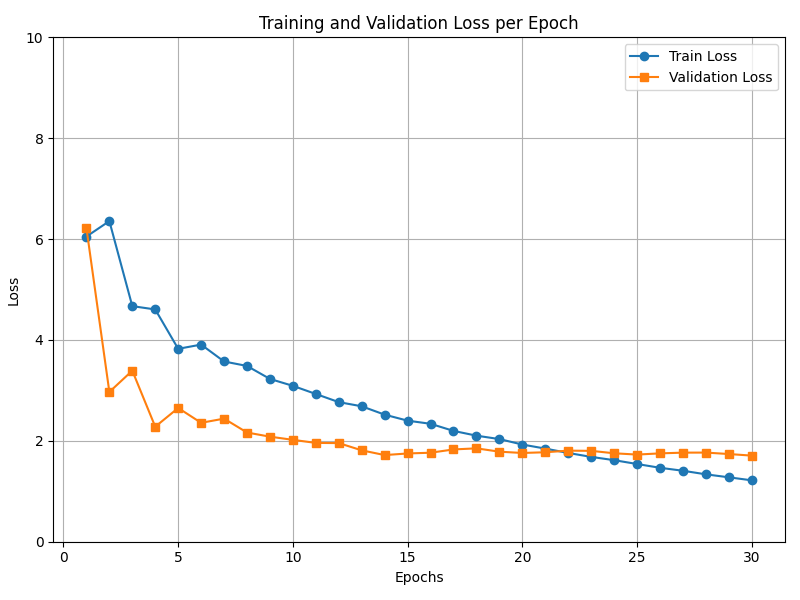 Training and Validation Loss per Epoch
Train Loss
Validation Loss
Loss
10
8
6
4
2
0
0 5 10 15 20 25 30
Epochs